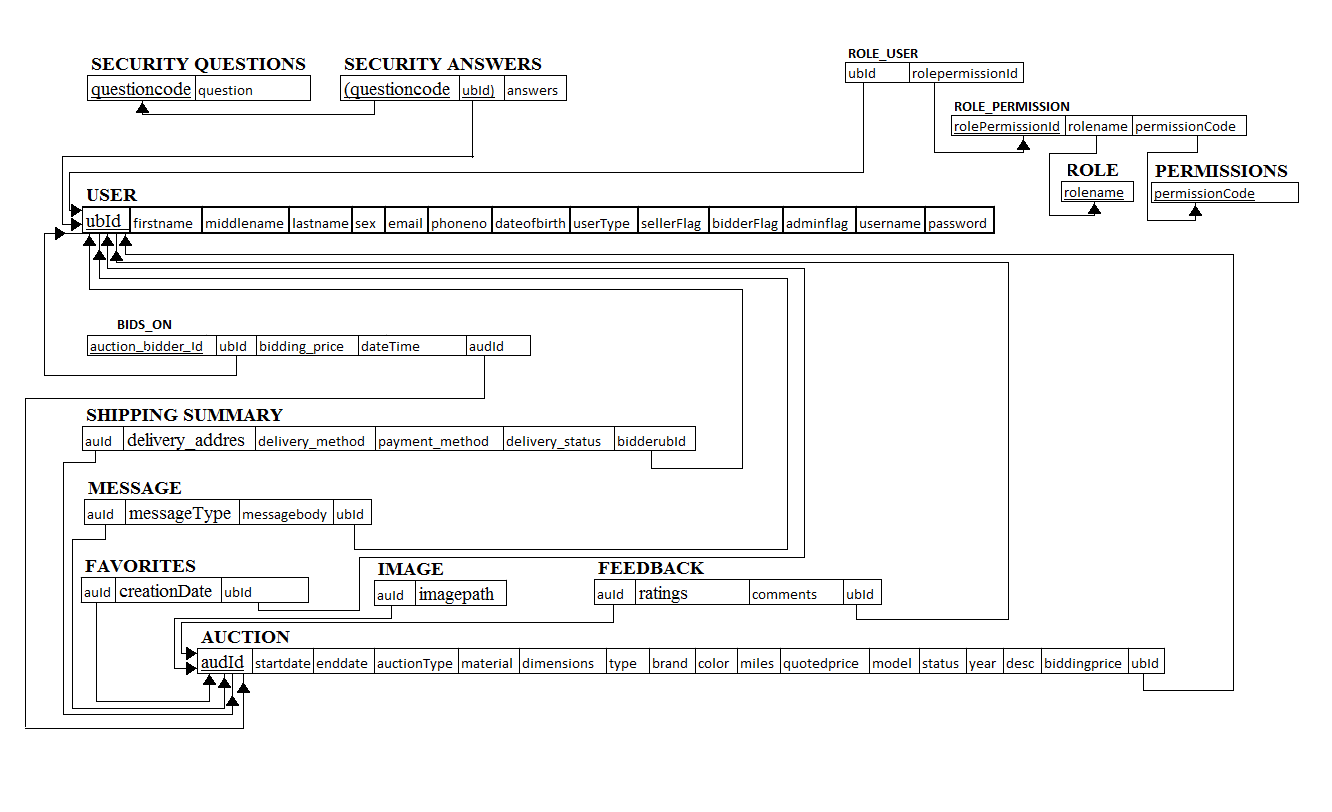 ROLE_USER
SECURITY QUESTIONS SECURITY ANSWERS
ubId rolepermissionId
questioncode question (questioncode ubId) answers
ROLE_PERMISSION
rolePermissionId rolename permissionCode
ROLE PERMISSIONS
rolename permissionCode
USER
ubId firstname middlename lastname sex email phoneno dateofbirth userType sellerFlag bidderFlag adminflag username password
BIDS_ON
auction_bidder_Id ubId bidding_price dateTime audId
SHIPPING SUMMARY
auId delivery_addres delivery_method payment_method delivery_status bidderubId
MESSAGE
auId messageType messagebody ubId
FAVORITES IMAGE FEEDBACK
auId creationDate ubId auId imagepath auId ratings comments ubId
AUCTION
audId startdate enddate auctionType material dimensions type brand color miles quotedprice model status year desc biddingprice ubId